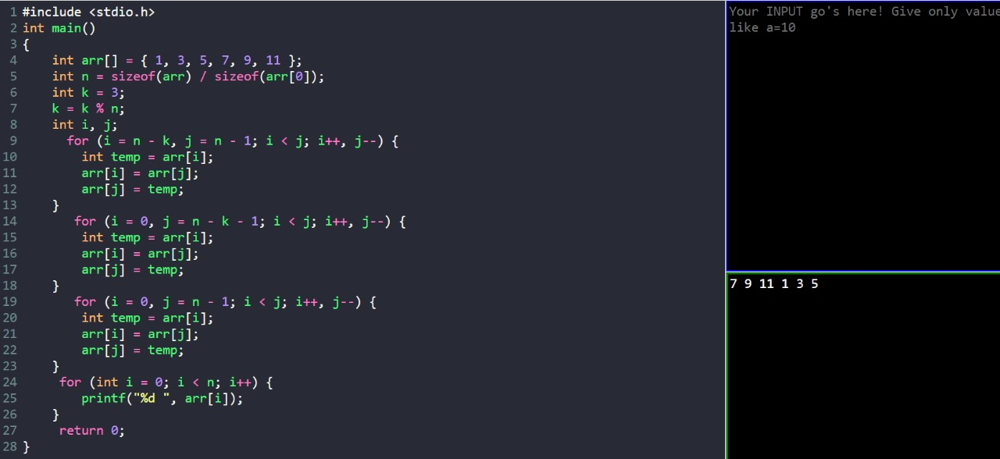 1 #include <stdio.h>
2 int main()
3 {
4     int arr[] = { 1, 3, 5, 7, 9, 11 };
5     int n = sizeof(arr) / sizeof(arr[0]);
6     int k = 3;
7     k = k % n;
8     int i, j;
9       for (i = n - k, j = n - 1; i < j; i++, j--) {
10         int temp = arr[i];
11         arr[i] = arr[j];
12         arr[j] = temp;
13     }
14        for (i = 0, j = n - k - 1; i < j; i++, j--) {
15         int temp = arr[i];
16         arr[i] = arr[j];
17         arr[j] = temp;
18     }
19        for (i = 0, j = n - 1; i < j; i++, j--) {
20         int temp = arr[i];
21         arr[i] = arr[j];
22         arr[j] = temp;
23     }
24      for (int i = 0; i < n; i++) {
25         printf("%d ", arr[i]);
26     }
27      return 0;
28 }
Your INPUT go's here! Give only value
like a=10
7 9 11 1 3 5